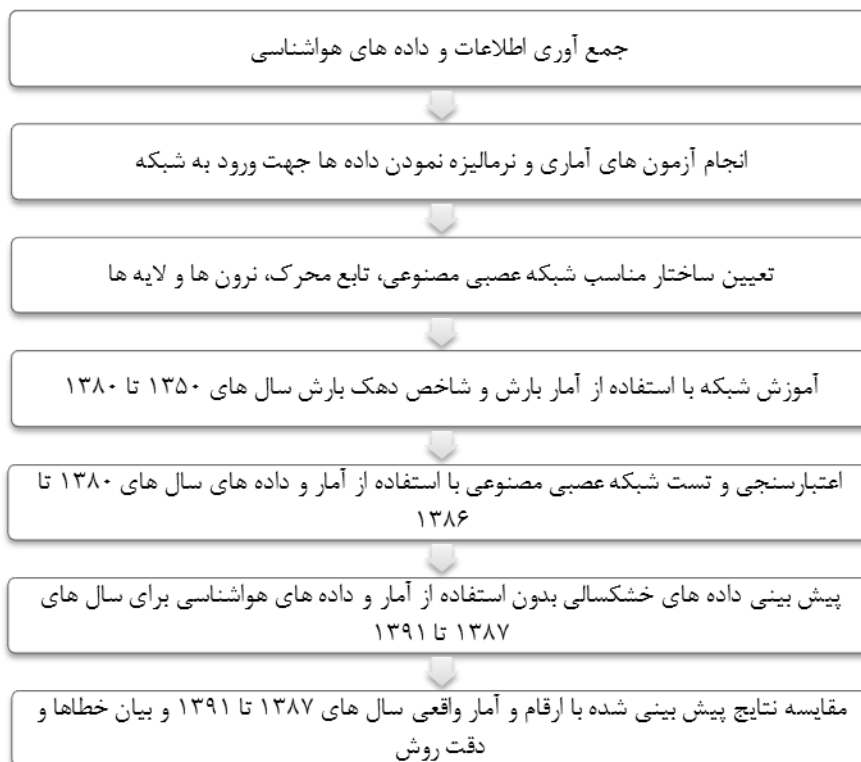 جمع آوری اطلاعات و داده های هواشناسی
انجام آزمون های آماری و نرمالیزه نمودن داده ها جهت ورود به شبکه
تعیین ساختار مناسب شبکه عصبی مصنوعی، تابع محرک، نرون ها و لایه ها
آموزش شبکه با استفاده از آمار بارش و شاخص دهک بارش سال های ۱۳۵۰ تا ۱۳۸۰
اعتبارسنجی و تست شبکه عصبی مصنوعی با استفاده از آمار و داده های سال های ۱۳۸۰ تا
۱۳۸۶
پیش بینی داده های خشکسالی بدون استفاده از آمار و داده های هواشناسی برای سال های
۱۳۸۷ تا ۱۳۹۱
مقایسه نتایج پیش بینی شده با ارقام و آمار واقعی سال های ۱۳۸۷ تا ۱۳۹۱ و بیان خطاها و
دقت روش